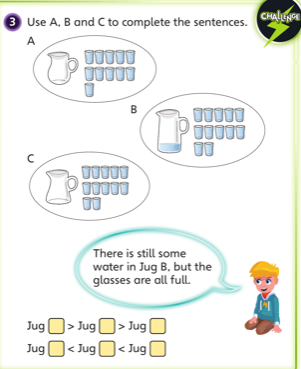 CHALLENGE
3 Use A, B and C to complete the sentences.
A
B
C
There is still some
water in Jug B, but the
glasses are all full.
Jug > Jug > Jug
Jug < Jug < Jug